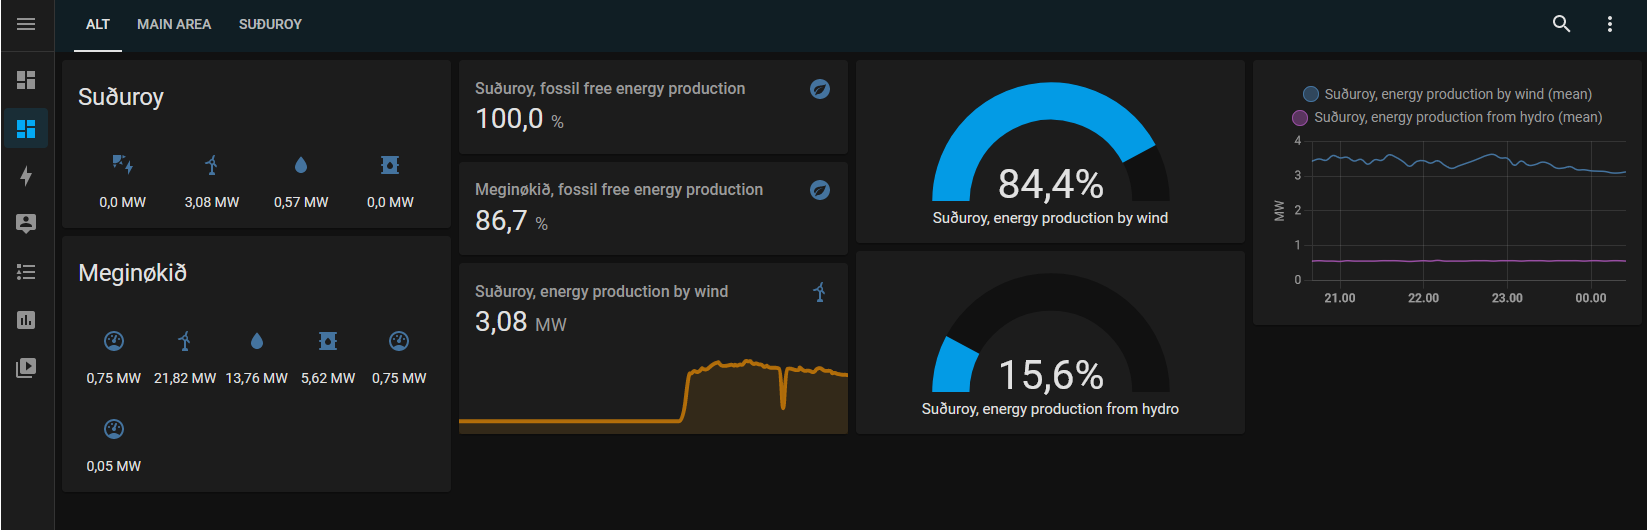 ALT MAIN AREA SUÐUROY
Suðuroy
0,0 MW 3,08 MW 0,57 MW 0,0 MW
Meginøkið
0,75 MW 21,82 MW 13,76 MW 5,62 MW 0,75 MW
0,05 MW
Suðuroy, fossil free energy production
100,0 %
Meginøkið, fossil free energy production
86,7 %
Suðuroy, energy production by wind
3,08 MW
84,4%
Suðuroy, energy production by wind
15,6%
Suðuroy, energy production from hydro
Suðuroy, energy production by wind (mean)
Suðuroy, energy production from hydro (mean)
4
3
2
1
0
MW
21.00 22.00 23.00 00.00